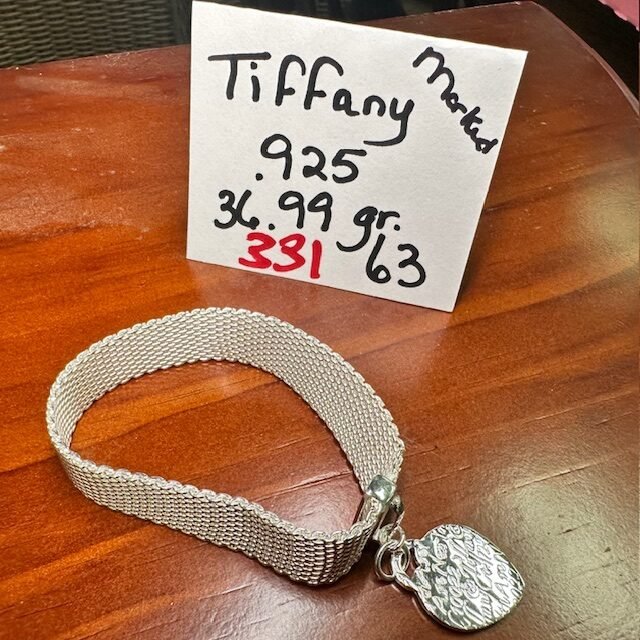 Tiffany
Marked
.925
36.99 gr.
331 63